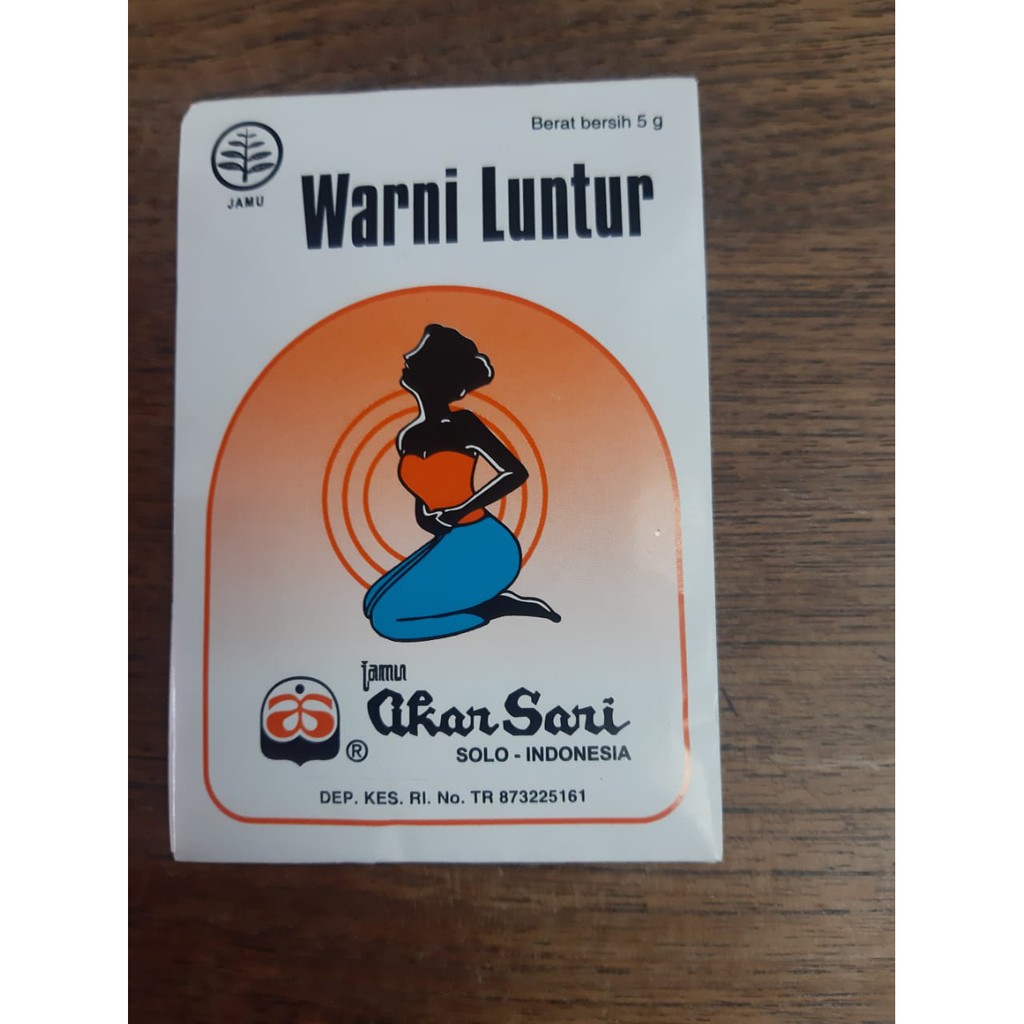 Berat bersih 5 g
JAMU
Warni Luntur
jamu
Akar Sari
®
SOLO - INDONESIA
DEP. KES. RI. No. TR 873225161